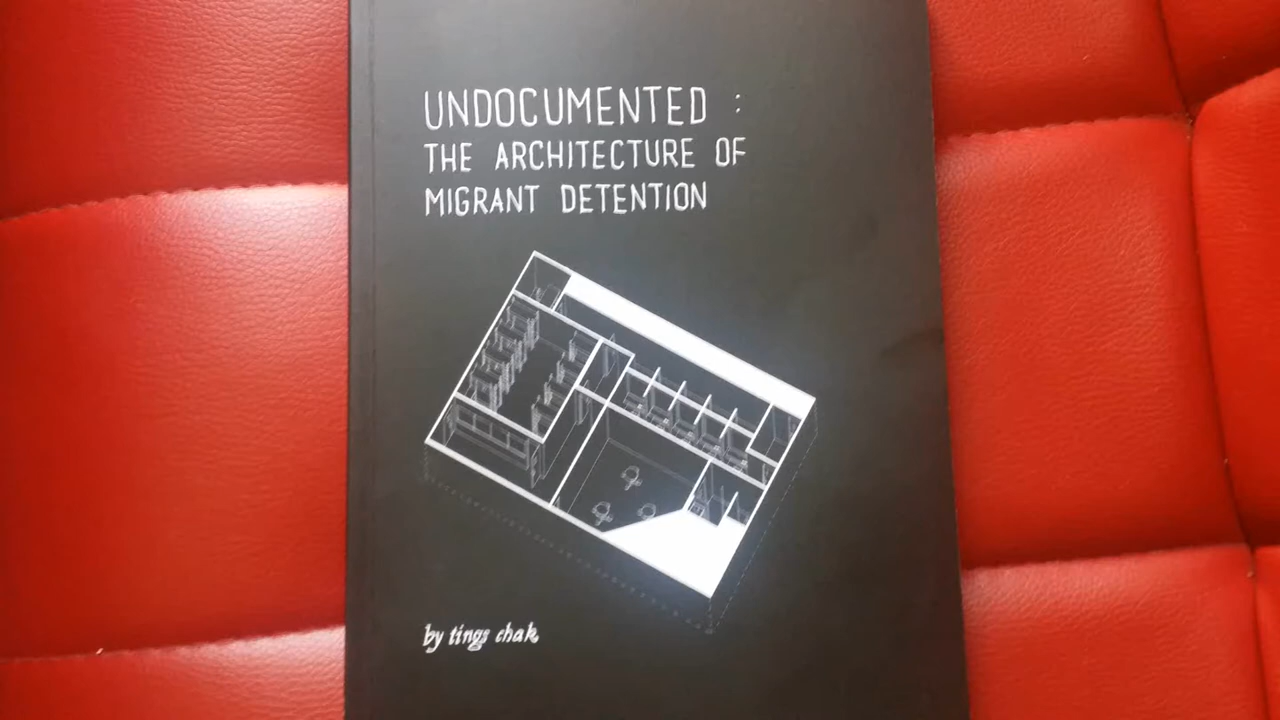 UNDOCUMENTED :
THE ARCHITECTURE OF
MIGRANT DETENTION
by tings chak